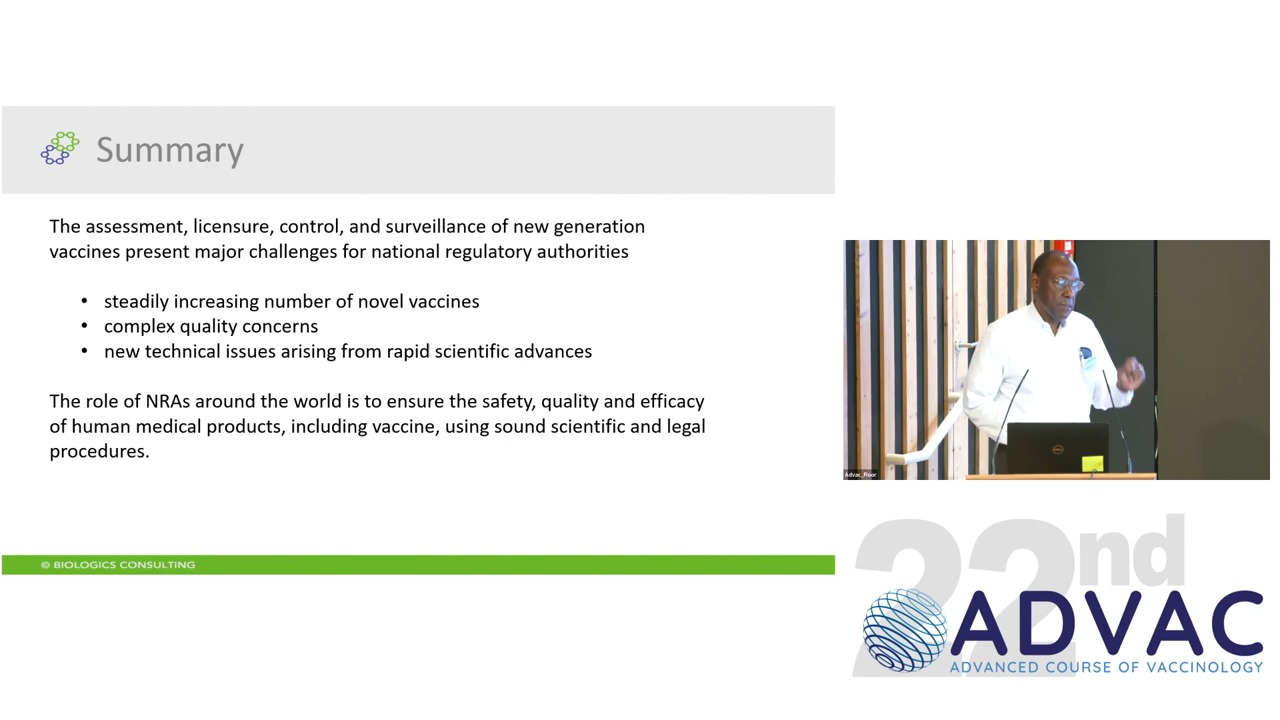 Summary
The assessment, licensure, control, and surveillance of new generation
vaccines present major challenges for national regulatory authorities
• steadily increasing number of novel vaccines
• complex quality concerns
• new technical issues arising from rapid scientific advances
The role of NRAs around the world is to ensure the safety, quality and efficacy
of human medical products, including vaccine, using sound scientific and legal
procedures.
© BIOLOGICS CONSULTING
DELL
Advac_Floor
22nd
ADVAC
ADVANCED COURSE OF VACCINOLOGY